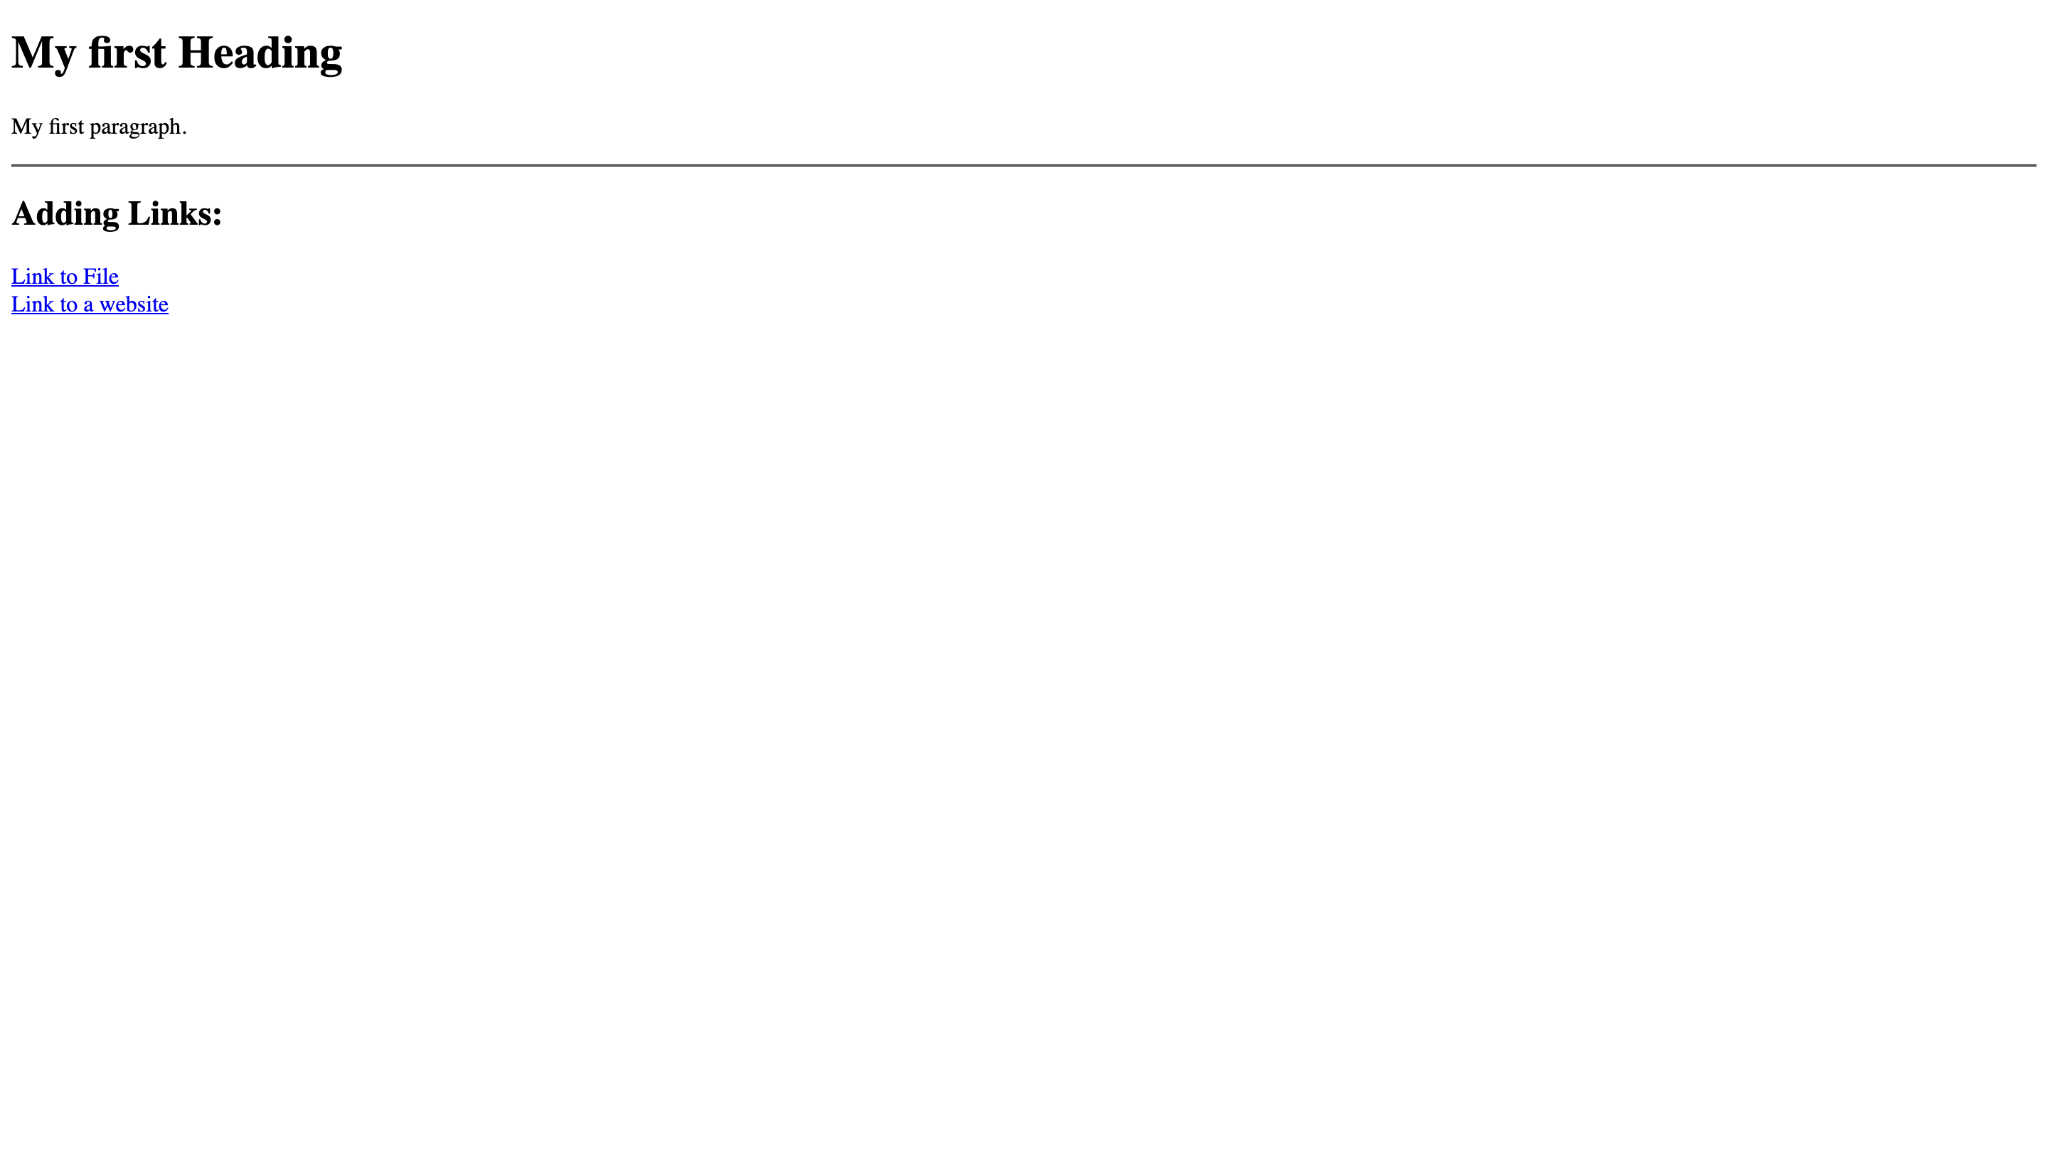 My first Heading
My first paragraph.
Adding Links:
Link to File
Link to a website